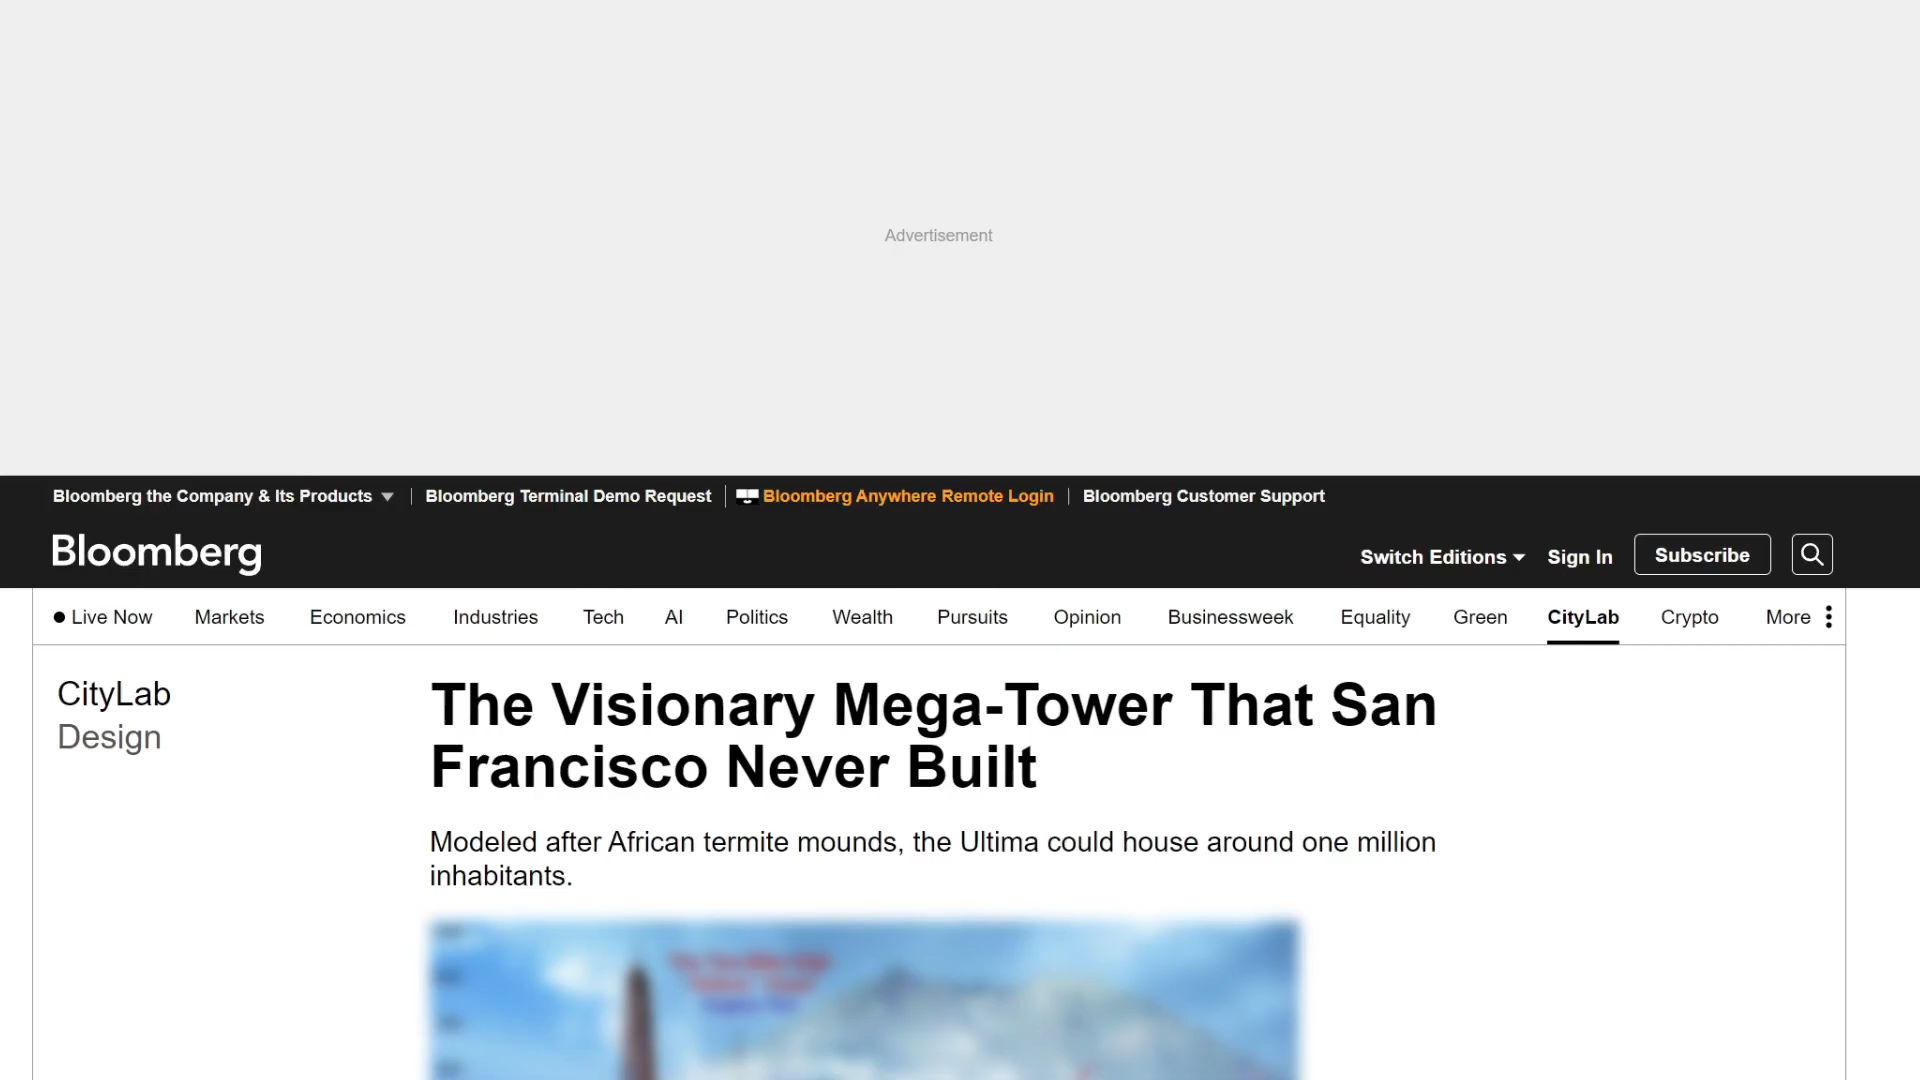 Advertisement
Bloomberg the Company & Its Products
Bloomberg Terminal Demo Request
Bloomberg Anywhere Remote Login
Bloomberg Customer Support
Bloomberg
Switch Editions
Sign In
Subscribe
Live Now
Markets
Economics
Industries
Tech
AI
Politics
Wealth
Pursuits
Opinion
Businessweek
Equality
Green
CityLab
Crypto
More
CityLab
Design
The Visionary Mega-Tower That San
Francisco Never Built
Modeled after African termite mounds, the Ultima could house around one million
inhabitants.